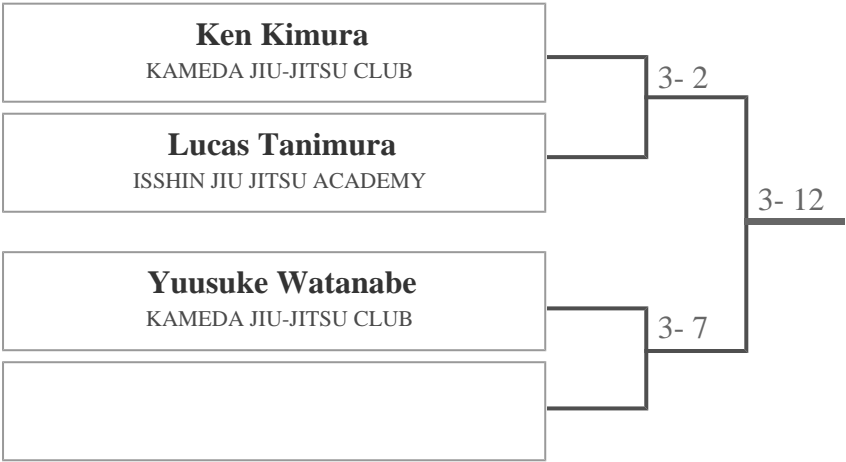 Ken Kimura
KAMEDA JIU-JITSU CLUB
3- 2
Lucas Tanimura
ISSHIN JIU JITSU ACADEMY
3- 12
Yuusuke Watanabe
KAMEDA JIU-JITSU CLUB
3- 7